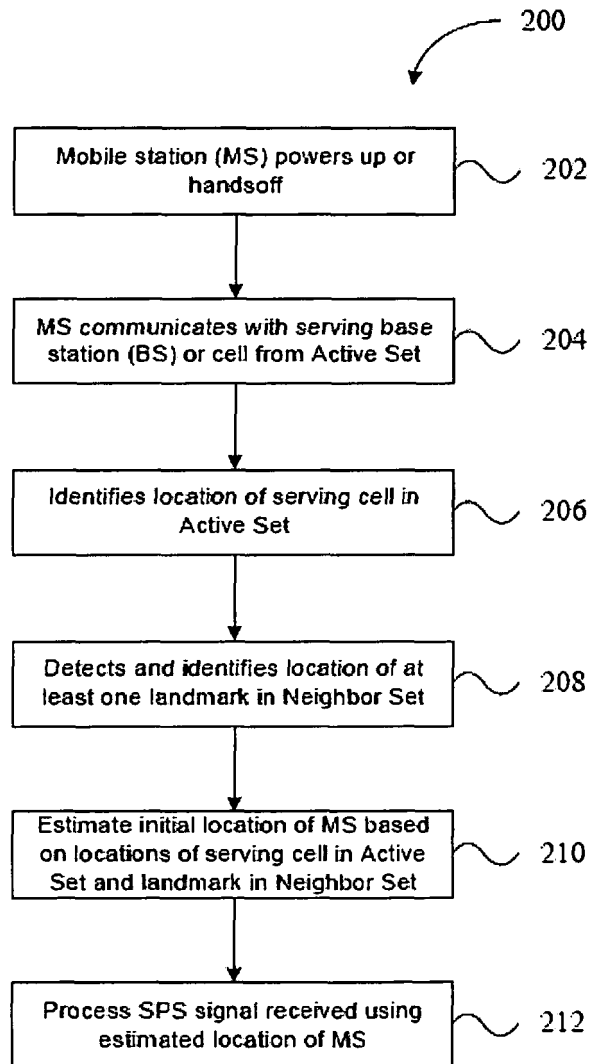 200
Mobile station (MS) powers up or
handsoff
202
MS communicates with serving base
station (BS) or cell from Active Set
204
Identifies location of serving cell in
Active Set
206
Detects and identifies location of at
least one landmark in Neighbor Set
208
Estimate initial location of MS based
on locations of serving cell in Active
Set and landmark in Neighbor Set
210
Process SPS signal received using
estimated location of MS
212